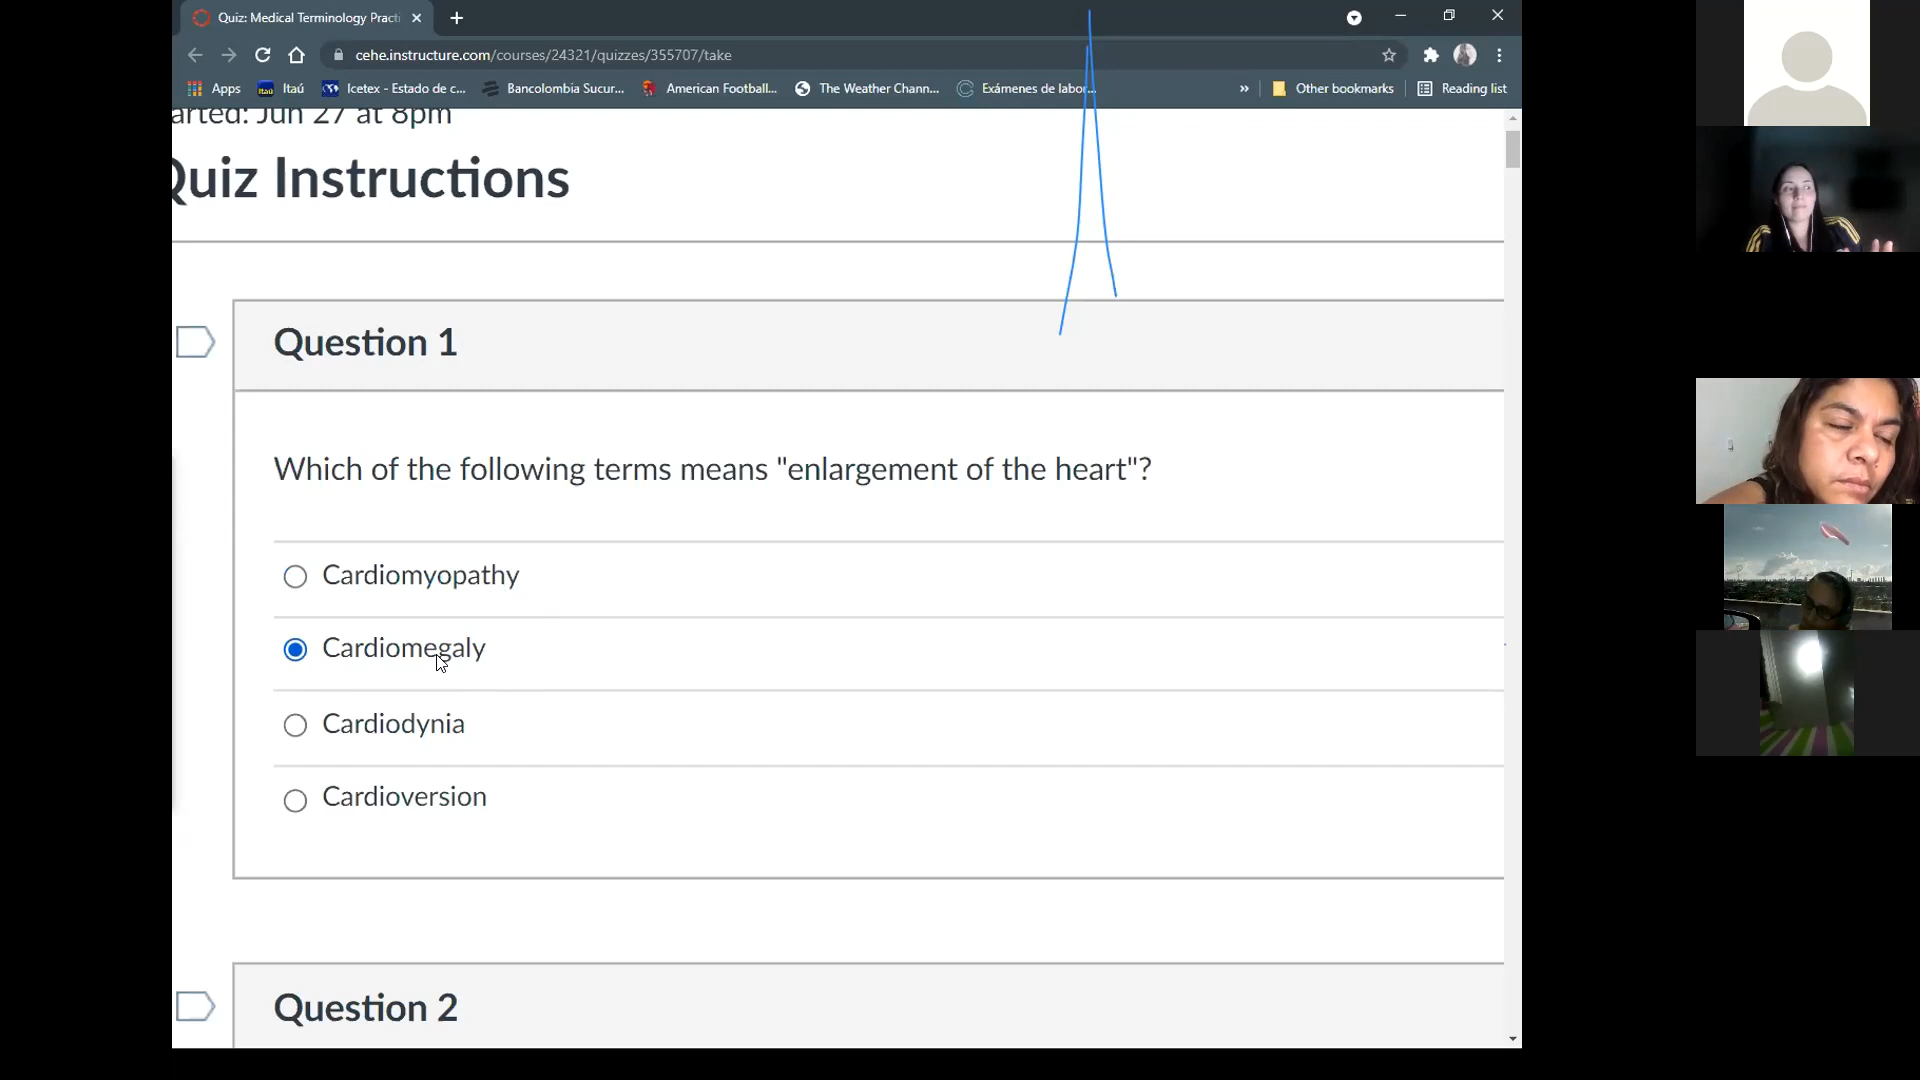 Quiz: Medical Terminology Practi
cehe.instructure.com/courses/24321/quizzes/355707/take
Apps
Itaú
Itaú
Icetex - Estado de c...
Bancolombia Sucur...
American Football...
The Weather Chann...
Exámenes de labor...
»
Other bookmarks
Reading list
arted: Jun 27 at 8pm
Quiz Instructions
Question 1
Which of the following terms means "enlargement of the heart"?
Cardiomyopathy
Cardiomegaly
Cardiodynia
Cardioversion
Question 2